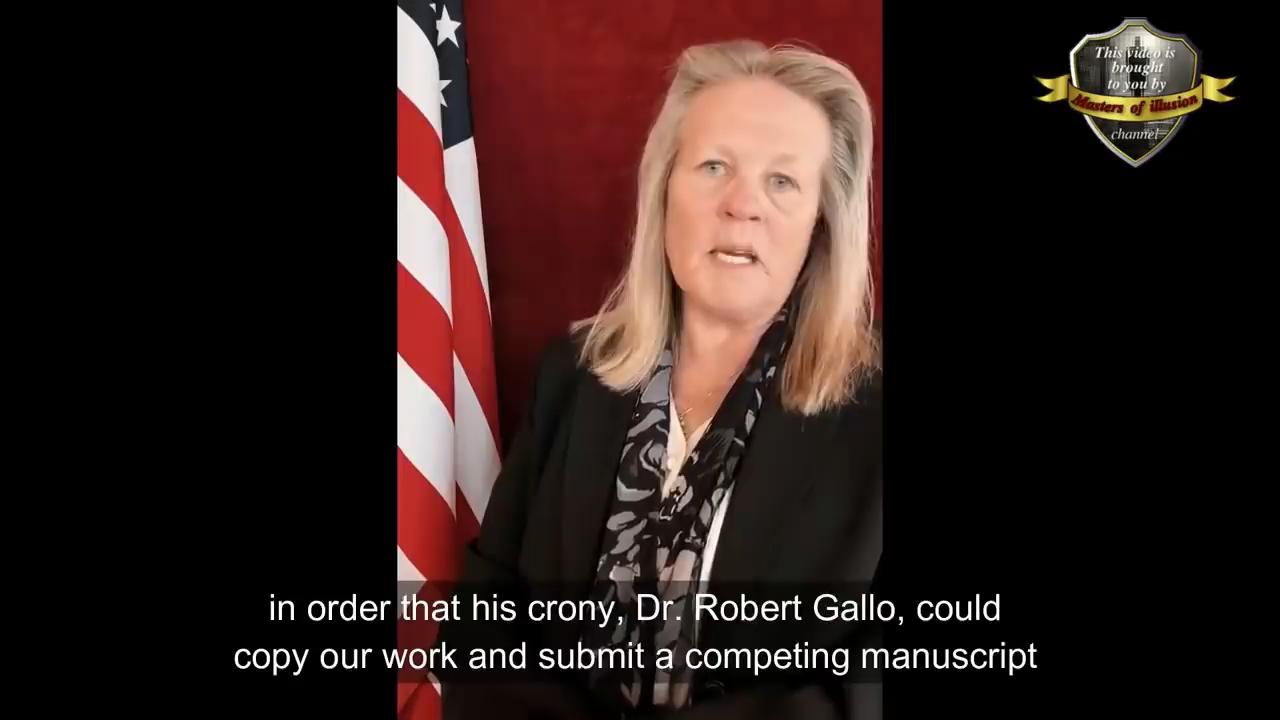 This video is
brought
to you by
Masters of illusion
channel
in order that his crony, Dr. Robert Gallo, could
copy our work and submit a competing manuscript